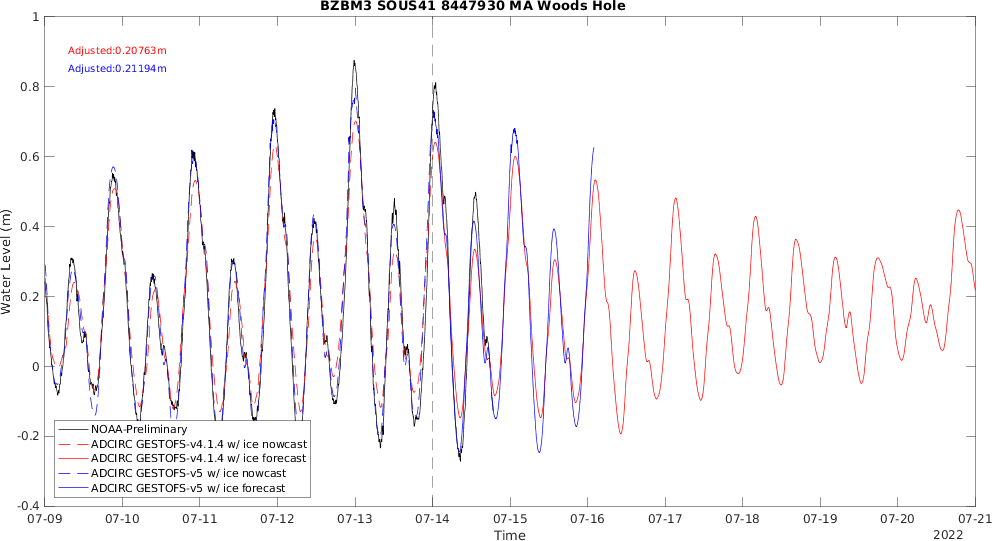 BZBM3 SOUS41 8447930 MA Woods Hole
1
Adjusted:0.20763m
Adjusted:0.21194m
0.8
0.6
0.4
0.2
0
-0.2
-0.4
Water Level (m)
NOAA-Preliminary
ADCIRC GESTOFS-v4.1.4 w/ ice nowcast
ADCIRC GESTOFS-v4.1.4 w/ ice forecast
ADCIRC GESTOFS-v5 w/ ice nowcast
ADCIRC GESTOFS-v5 w/ ice forecast
07-09 07-10 07-11 07-12 07-13 07-14 07-15 07-16 07-17 07-18 07-19 07-20 07-21
Time
2022